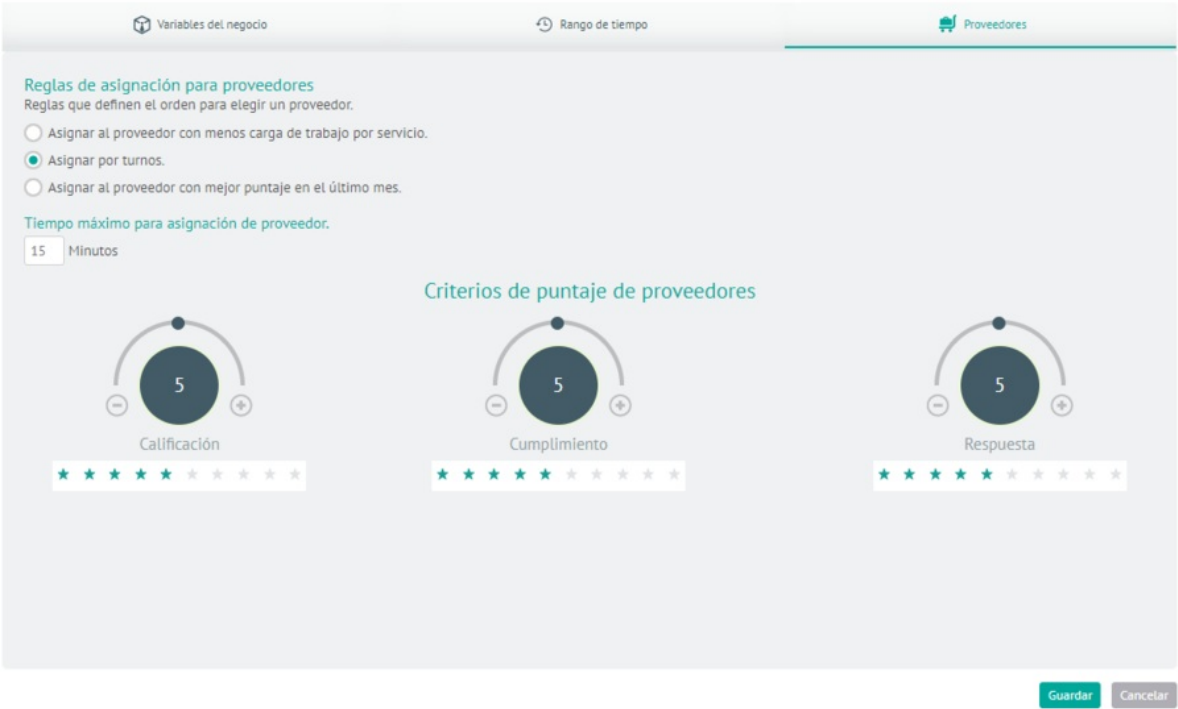 Variables del negocio
Rango de tiempo
Proveedores
Reglas de asignación para proveedores
Reglas que definen el orden para elegir un proveedor.
Asignar al proveedor con menos carga de trabajo por servicio.
Asignar por turnos.
Asignar al proveedor con mejor puntaje en el último mes.
Tiempo máximo para asignación de proveedor.
15 Minutos
Criterios de puntaje de proveedores
5
5
5
Calificación
Cumplimiento
Respuesta
Guardar
Cancelar